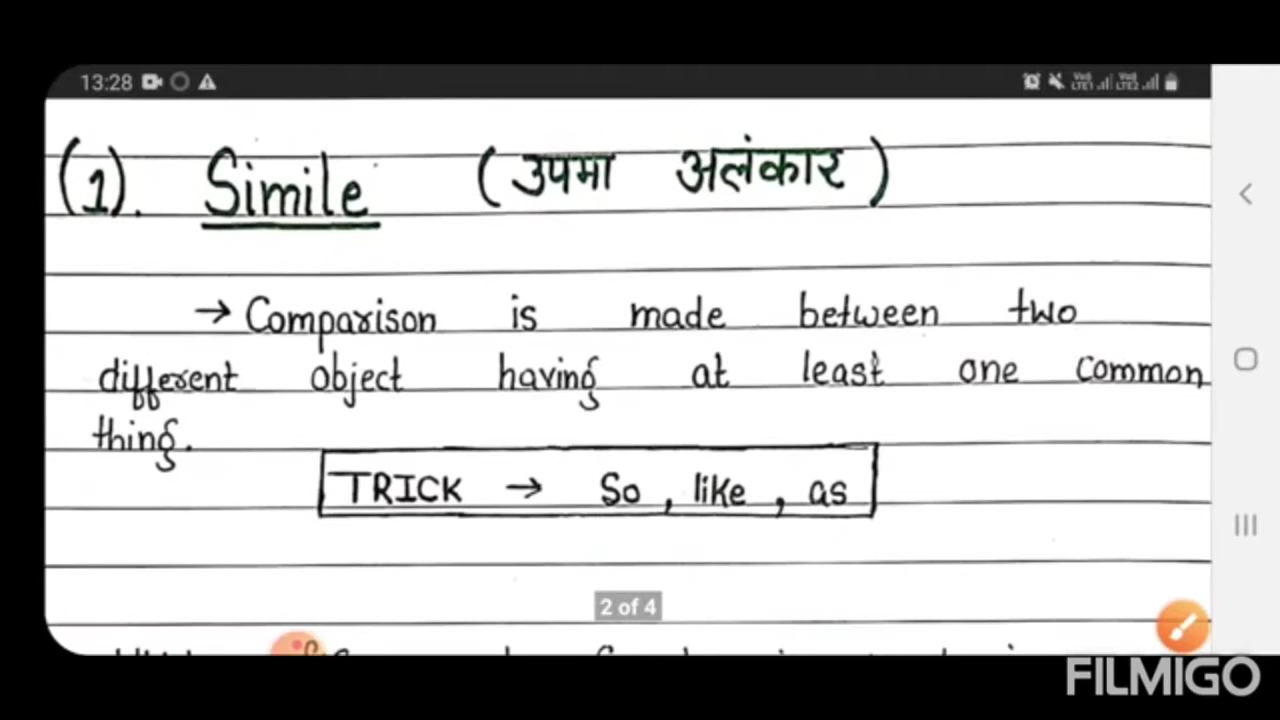 13:28
(1). Simile (उपमा अलंकार)
→ Comparison is made between two
different object having at least one common
thing.
TRICK → So, like, as
2 of 4
FILMIGO